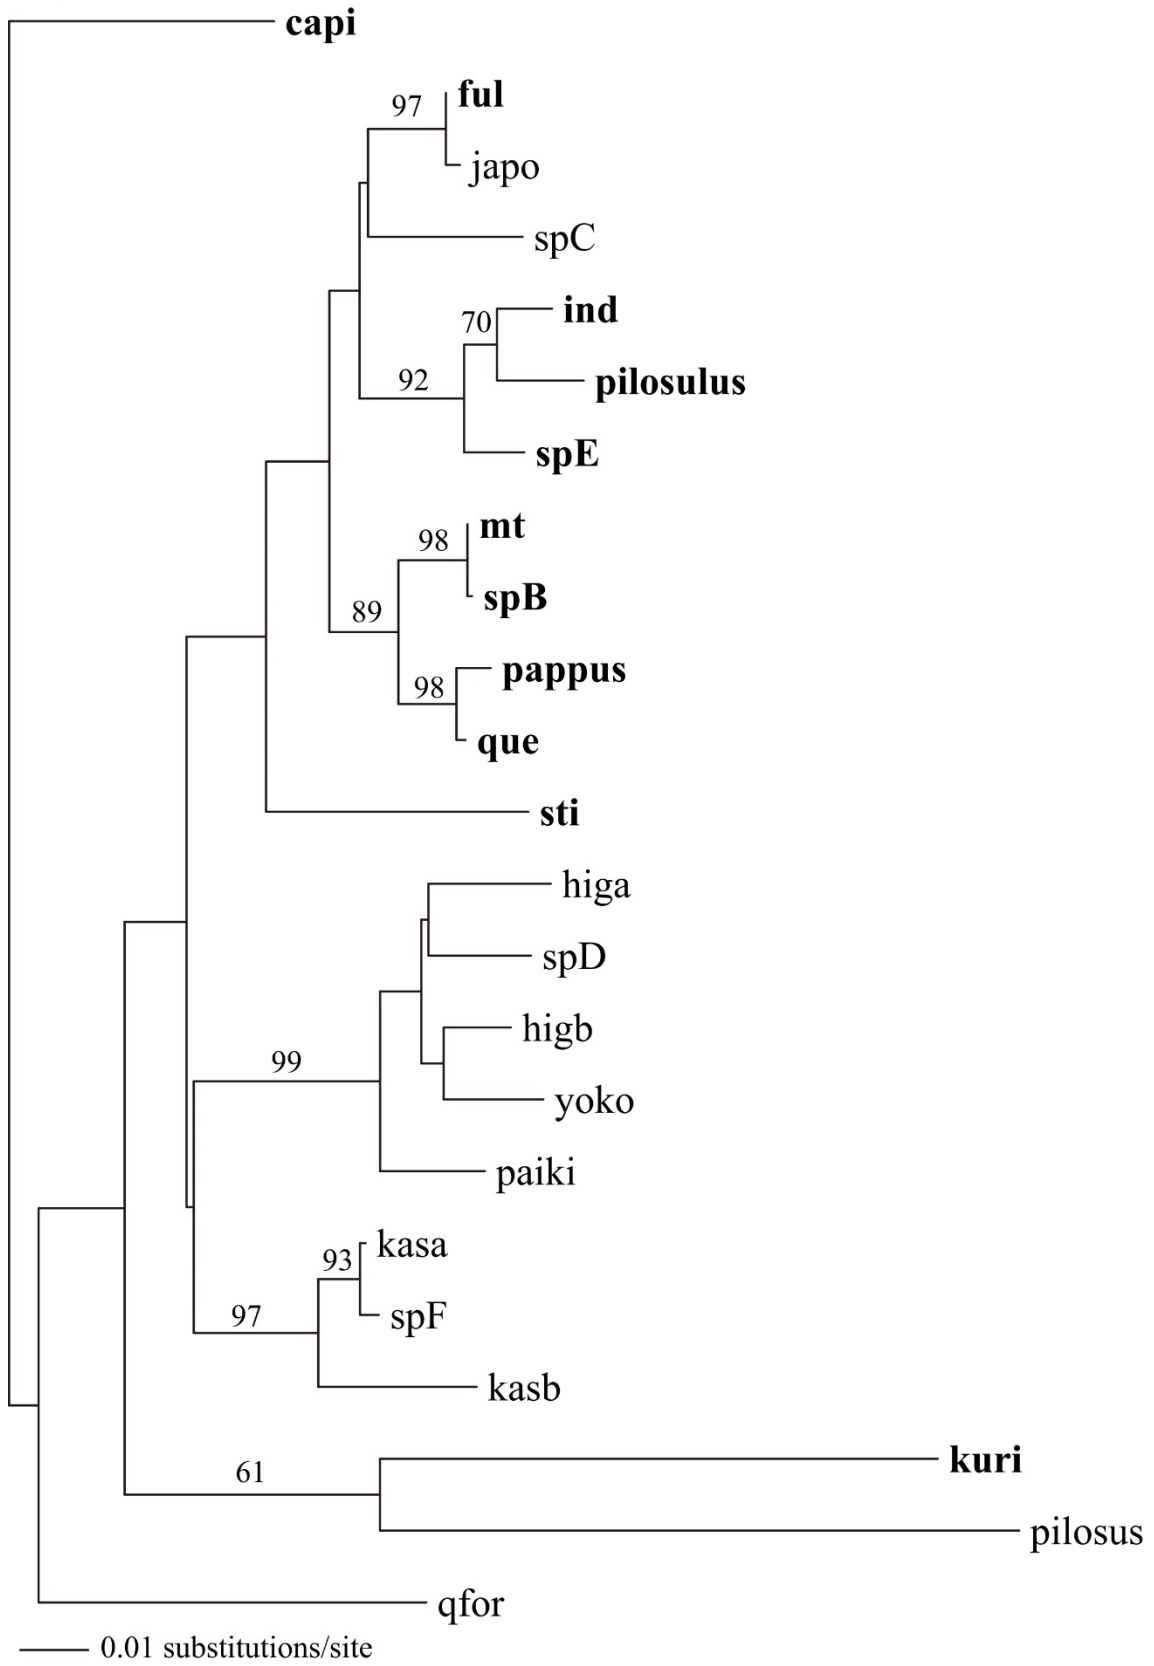 capi
97
ful
japo
spC
ind
70
pilosulus
92
spE
mt
98
spB
89
pappus
98
que
sti
higa
spD
higb
99
yoko
paiki
kasa
93
spF
97
kasb
kuri
61
pilosus
qfor
0.01 substitutions/site